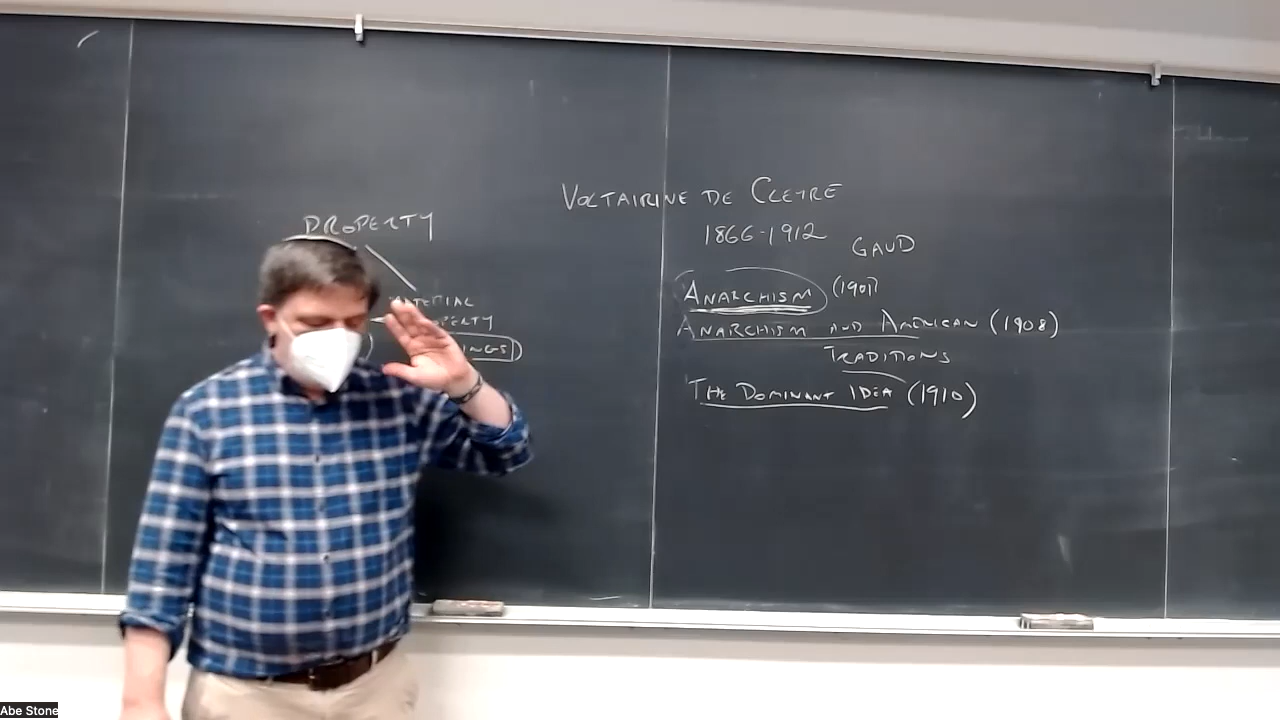 PROPERTY
VOLTAIRINE DE CLEYRE
1866-1912
GAUD
ANARCHISM (1901)
ANARCHISM AND AMERICAN (1908)
TRADITIONS
THE DOMINANT IDEA (1910)
Abe Stone